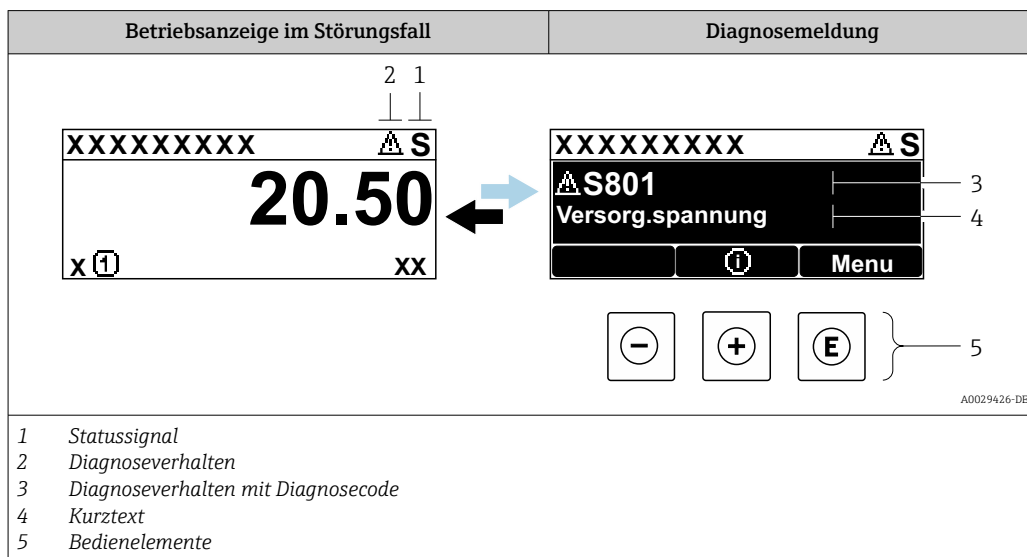 Betriebsanzeige im Störungsfall
Diagnosemeldung
2 1
XXXXXXXXX S
20.50
X 1 XX
XXXXXXXXX S
S801
Versorg.spannung
i Menu
3
4
- + E
5
A0029426-DE
1 Statussignal
2 Diagnoseverhalten
3 Diagnoseverhalten mit Diagnosecode
4 Kurztext
5 Bedienelemente